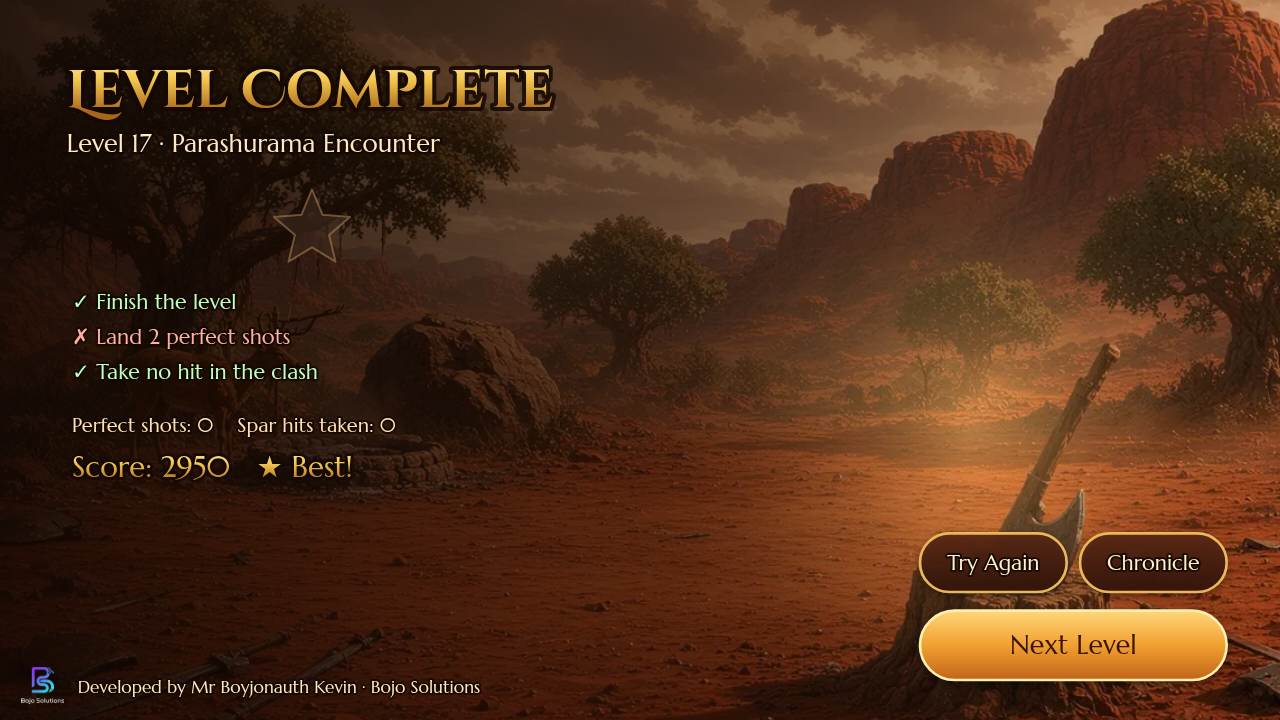 LEVEL COMPLETE
Level 17 · Parashurama Encounter
✓ Finish the level
✗ Land 2 perfect shots
✓ Take no hit in the clash
Perfect shots: 0 Spar hits taken: 0
Score: 2950 ★ Best!
Try Again
Chronicle
Next Level
Bojo Solutions
Developed by Mr Boyjonauth Kevin · Bojo Solutions